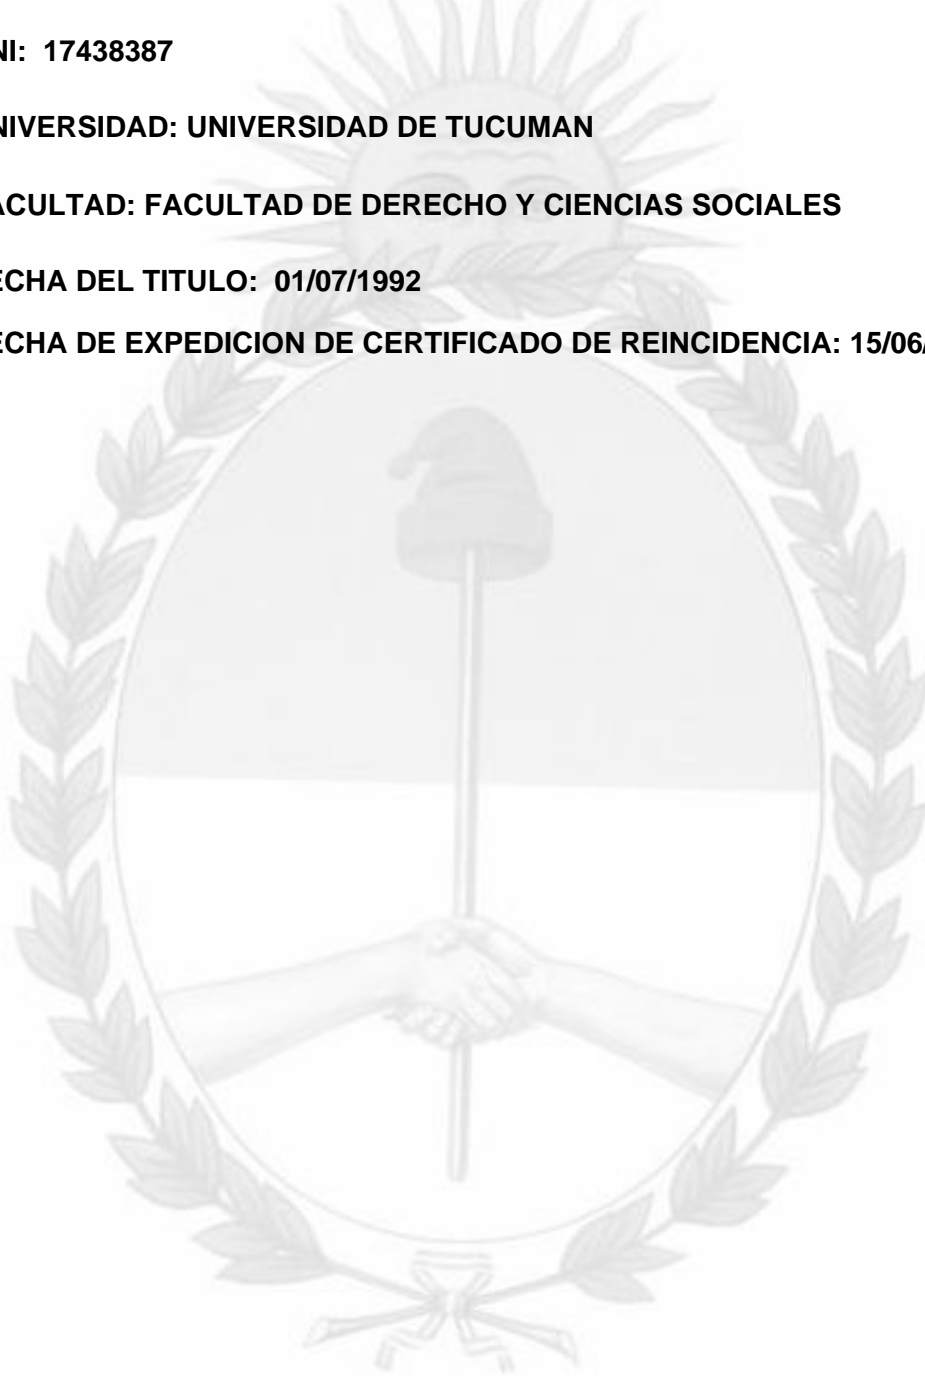 NI: 17438387
NIVERSIDAD: UNIVERSIDAD DE TUCUMAN
ACULTAD: FACULTAD DE DERECHO Y CIENCIAS SOCIALES
ECHA DEL TITULO: 01/07/1992
ECHA DE EXPEDICION DE CERTIFICADO DE REINCIDENCIA: 15/06/